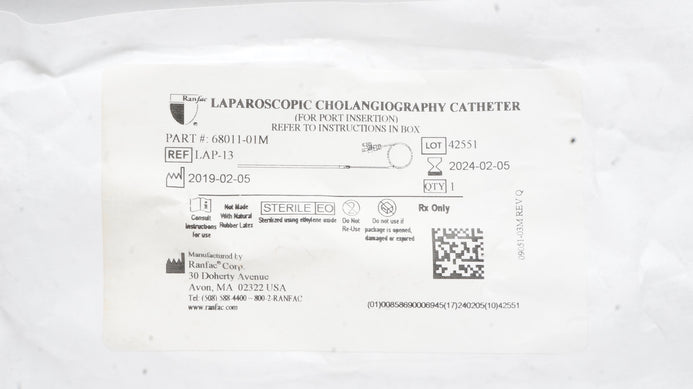 Ranfac ®
LAPAROSCOPIC CHOLANGIOGRAPHY CATHETER
(FOR PORT INSERTION)
REFER TO INSTRUCTIONS IN BOX
PART #: 68011-01M
REF LAP-13
LOT 42551
2024-02-05
2019-02-05
QTY 1
Consult Instructions for use
Not Made With Natural Rubber Latex
STERILE EO
Sterilized using ethylene oxide
Do Not Re-Use
Do not use if package is opened, damaged or expired
Rx Only
09051-03M REV Q
Manufactured by
Ranfac® Corp.
30 Doherty Avenue
Avon, MA 02322 USA
Tel: (508) 588-4400 - 800-2-RANFAC
www.ranfac.com
(01)00858690006945(17)240205(10)42551